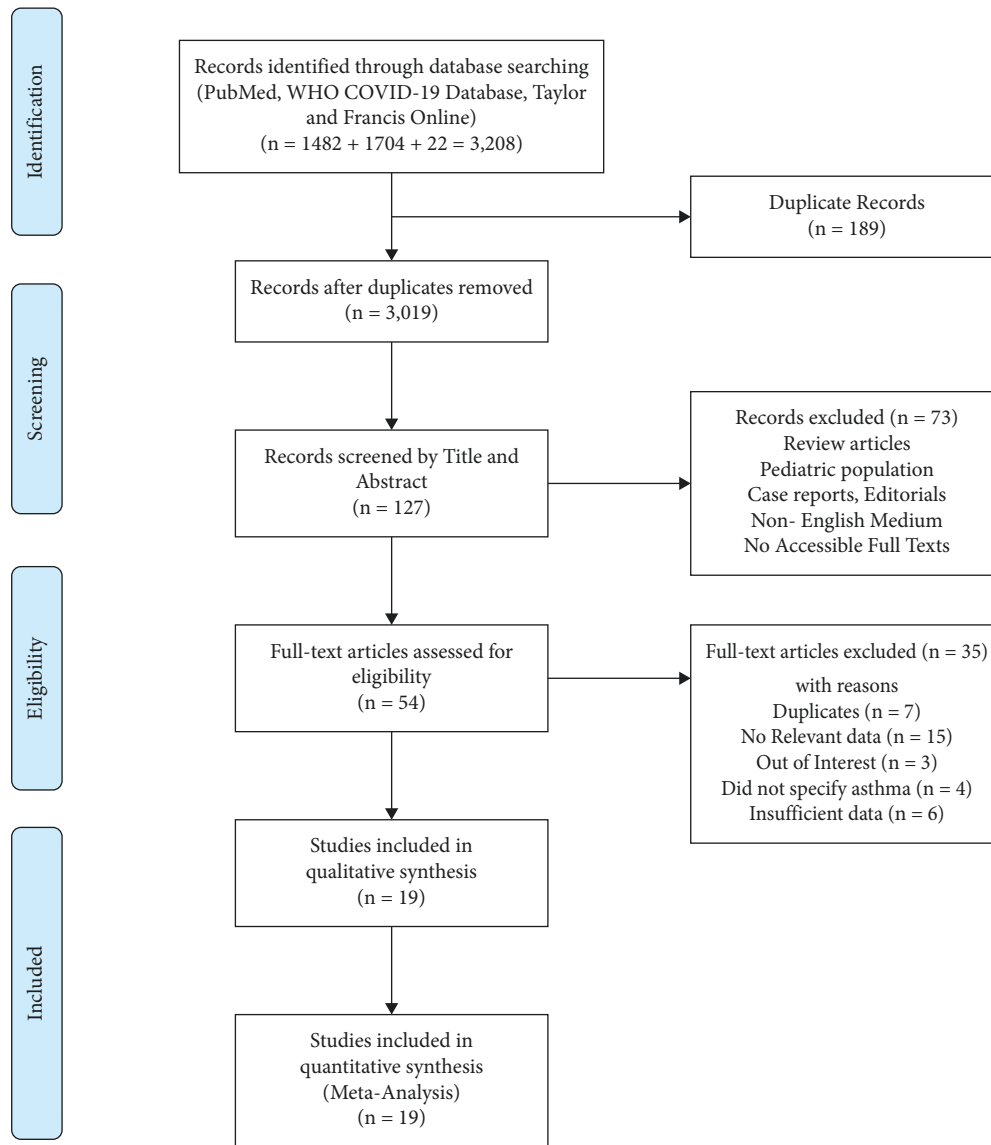 Identification
Records identified through database searching
(PubMed, WHO COVID-19 Database, Taylor
and Francis Online)
(n = 1482 + 1704 + 22 = 3,208)
Duplicate Records
(n = 189)
Records after duplicates removed
(n = 3,019)
Screening
Records screened by Title and
Abstract
(n = 127)
Records excluded (n = 73)
Review articles
Pediatric population
Case reports, Editorials
Non- English Medium
No Accessible Full Texts
Eligibility
Full-text articles assessed for
eligibility
(n = 54)
Full-text articles excluded (n = 35)
with reasons
Duplicates (n = 7)
No Relevant data (n = 15)
Out of Interest (n = 3)
Did not specify asthma (n = 4)
Insufficient data (n = 6)
Included
Studies included in
qualitative synthesis
(n = 19)
Studies included in
quantitative synthesis
(Meta-Analysis)
(n = 19)